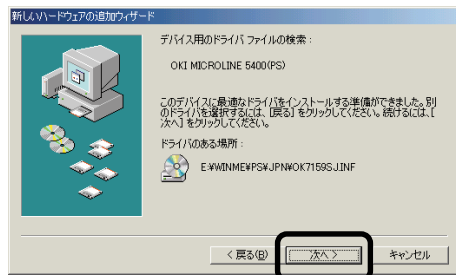 新しいハードウェアの追加ウィザード
デバイス用のドライバ ファイルの検索 :
OKI MICROLINE 5400(PS)
このデバイスに最適なドライバをインストールする準備ができました。別
のドライバを選択するには、[戻る] をクリックしてください。続けるには、[
次へ] をクリックしてください。
ドライバのある場所 :
E:¥WINME¥PS¥JPN¥OK7159SJ.INF
< 戻る(B)
次へ >
キャンセル